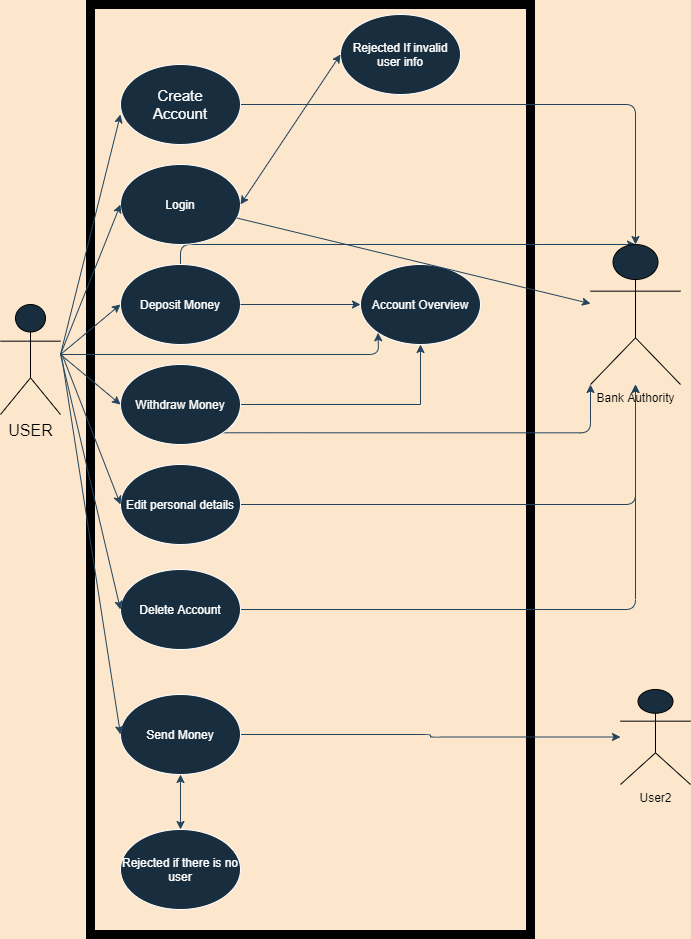 Rejected If invalid
user info
Create
Account
Login
Deposit Money
Account Overview
Withdraw Money
Bank Authority
USER
Edit personal details
Delete Account
Send Money
User2
Rejected if there is no
user